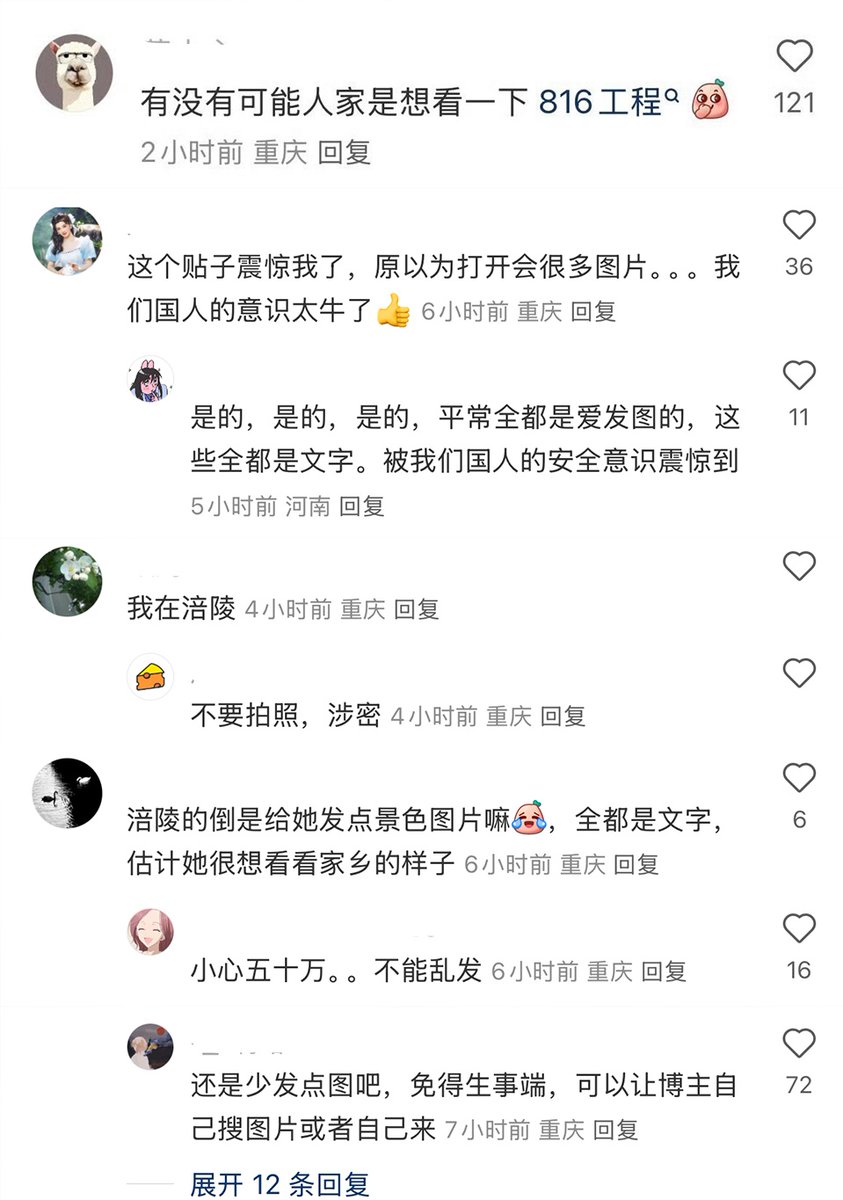 有没有可能人家是想看一下 816工程
121
2小时前 重庆 回复
这个贴子震惊我了，原以为打开会很多图片。。。我
36
们国人的意识太牛了👍 6小时前 重庆 回复
是的，是的，是的，平常全都是爱发图的，这
11
些全都是文字。被我们国人的安全意识震惊到
5小时前 河南 回复
我在涪陵 4小时前 重庆 回复
不要拍照，涉密 4小时前 重庆 回复
涪陵的倒是给她发点景色图片嘛，全都是文字，
6
估计她很想看看家乡的样子 6小时前 重庆 回复
小心五十万。。不能乱发 6小时前 重庆 回复
16
还是少发点图吧，免得生事端，可以让博主自
72
己搜图片或者自己来 7小时前 重庆 回复
展开 12 条回复